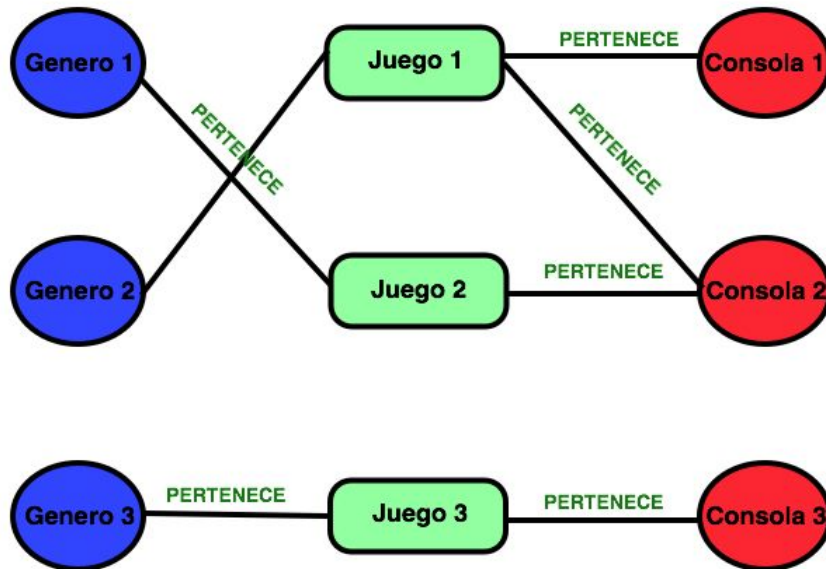 Genero 1
Juego 1
PERTENECE
Consola 1
PERTENECE
PERTENECE
Genero 2
Juego 2
PERTENECE
Consola 2
Genero 3
PERTENECE
Juego 3
PERTENECE
Consola 3